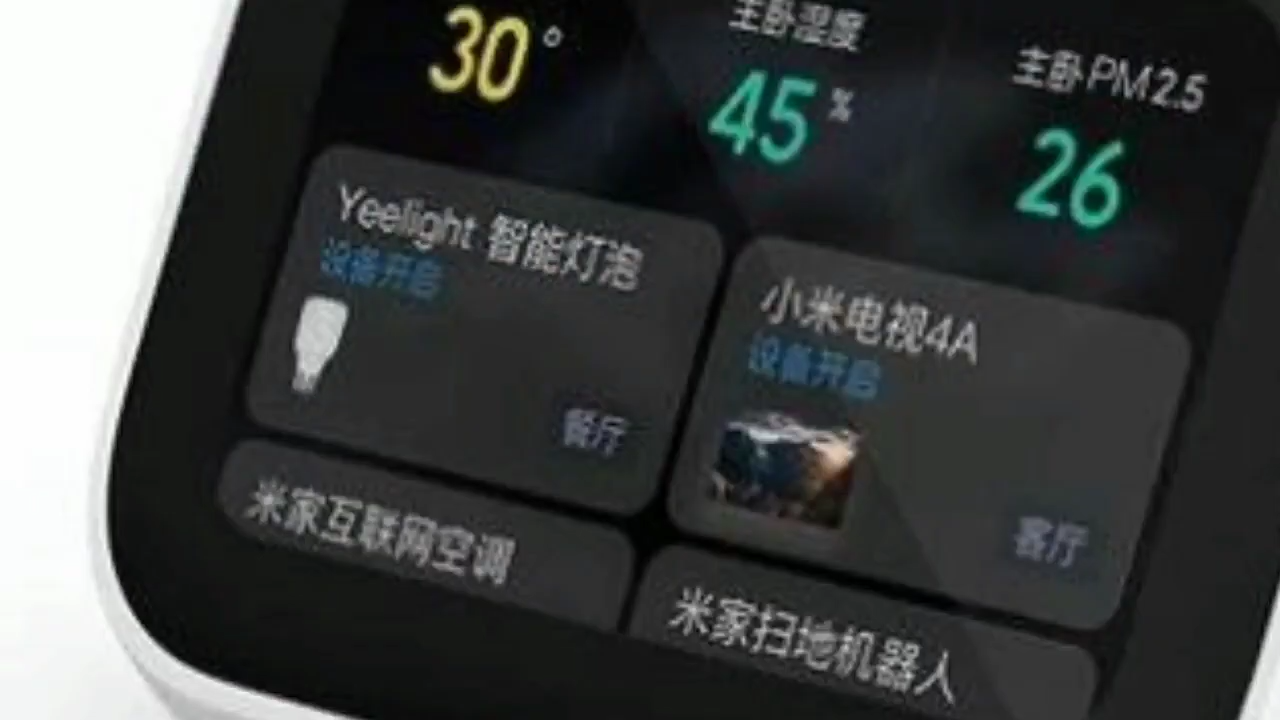 30°
主卧湿度
45%
主卧PM2.5
26
Yeelight 智能灯泡
设备开启
餐厅
小米电视4A
设备开启
客厅
米家互联网空调
米家扫地机器人